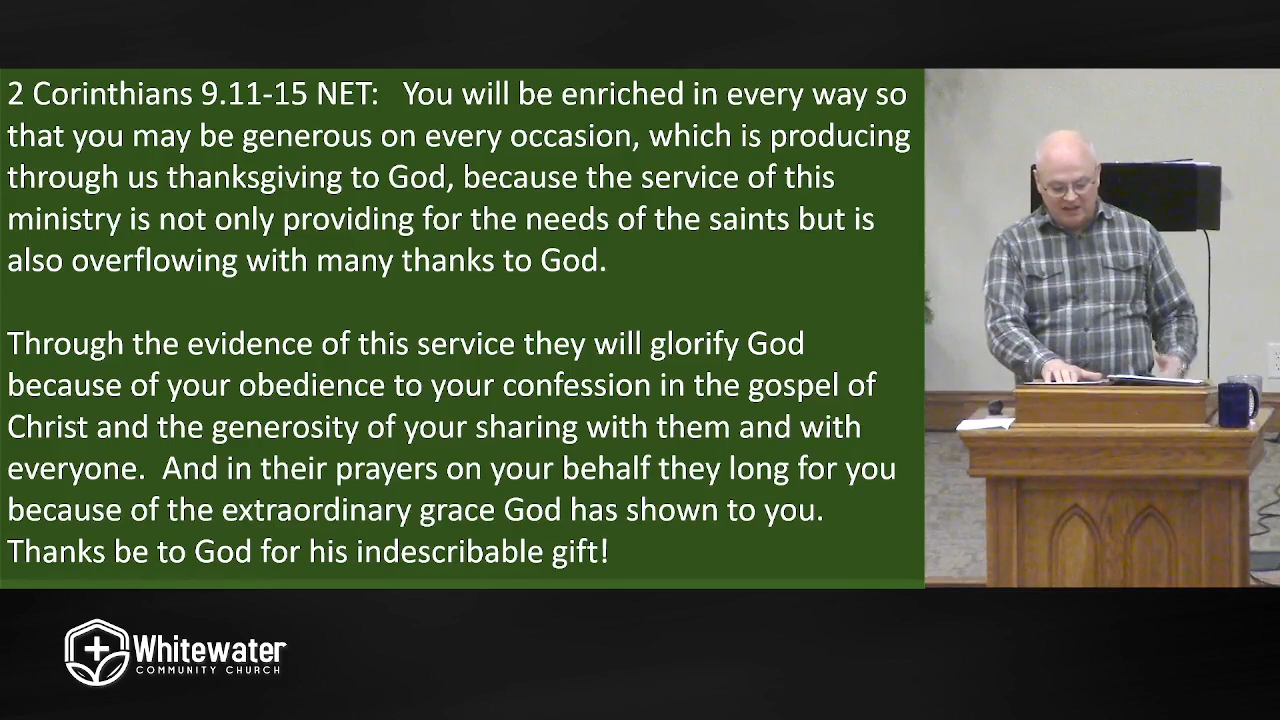 2 Corinthians 9.11-15 NET:   You will be enriched in every way so
that you may be generous on every occasion, which is producing
through us thanksgiving to God, because the service of this
ministry is not only providing for the needs of the saints but is
also overflowing with many thanks to God.
Through the evidence of this service they will glorify God
because of your obedience to your confession in the gospel of
Christ and the generosity of your sharing with them and with
everyone.  And in their prayers on your behalf they long for you
because of the extraordinary grace God has shown to you.
Thanks be to God for his indescribable gift!
Whitewater
COMMUNITY CHURCH